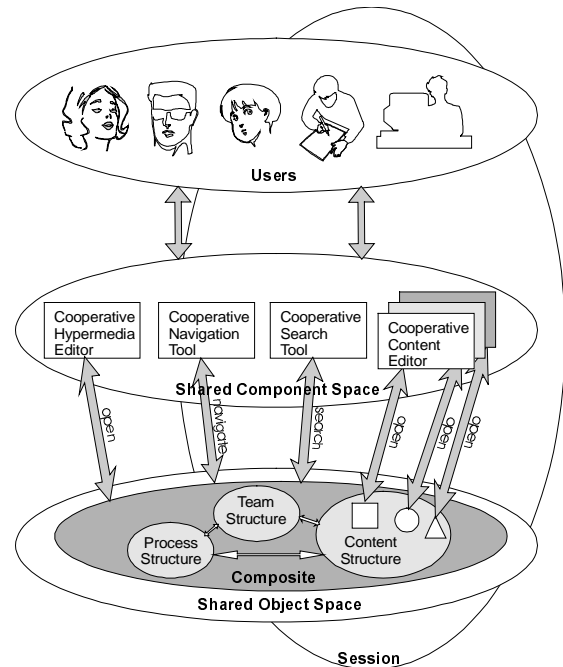 Users
Cooperative
Hypermedia
Editor
Cooperative
Navigation
Tool
Cooperative
Search
Tool
Cooperative
Content
Editor
Shared Component Space
open
navigate
search
open
open
open
Team
Structure
Process
Structure
Content
Structure
Composite
Shared Object Space
Session